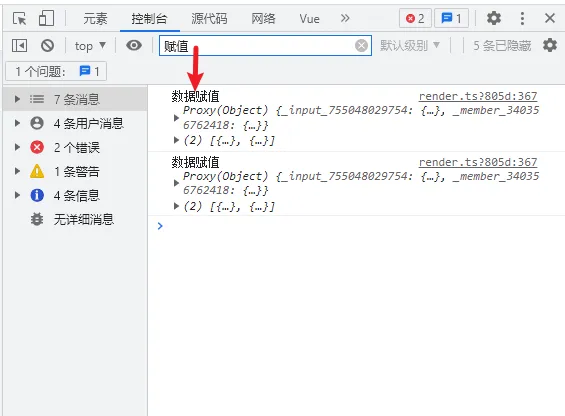 元素 控制台 源代码 网络 Vue » 2 1
top ▼ 赋值 默认级别 ▼ 5 条已隐藏
1 个问题： 1
7 条消息
4 条用户消息
2 个错误
1 条警告
4 条信息
无详细消息
数据赋值 render.ts?805d:367
Proxy(Object) {_input_755048029754: {…}, _member_34035
6762418: {…}}
(2) [{…}, {…}]
数据赋值 render.ts?805d:367
Proxy(Object) {_input_755048029754: {…}, _member_34035
6762418: {…}}
(2) [{…}, {…}]